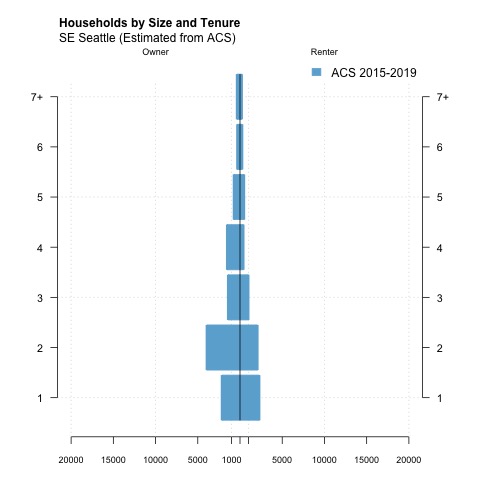 Households by Size and Tenure
SE Seattle (Estimated from ACS)
Owner Renter
ACS 2015-2019
7+ 7+
6 6
5 5
4 4
3 3
2 2
1 1
20000 15000 10000 5000 1000 5000 10000 15000 20000